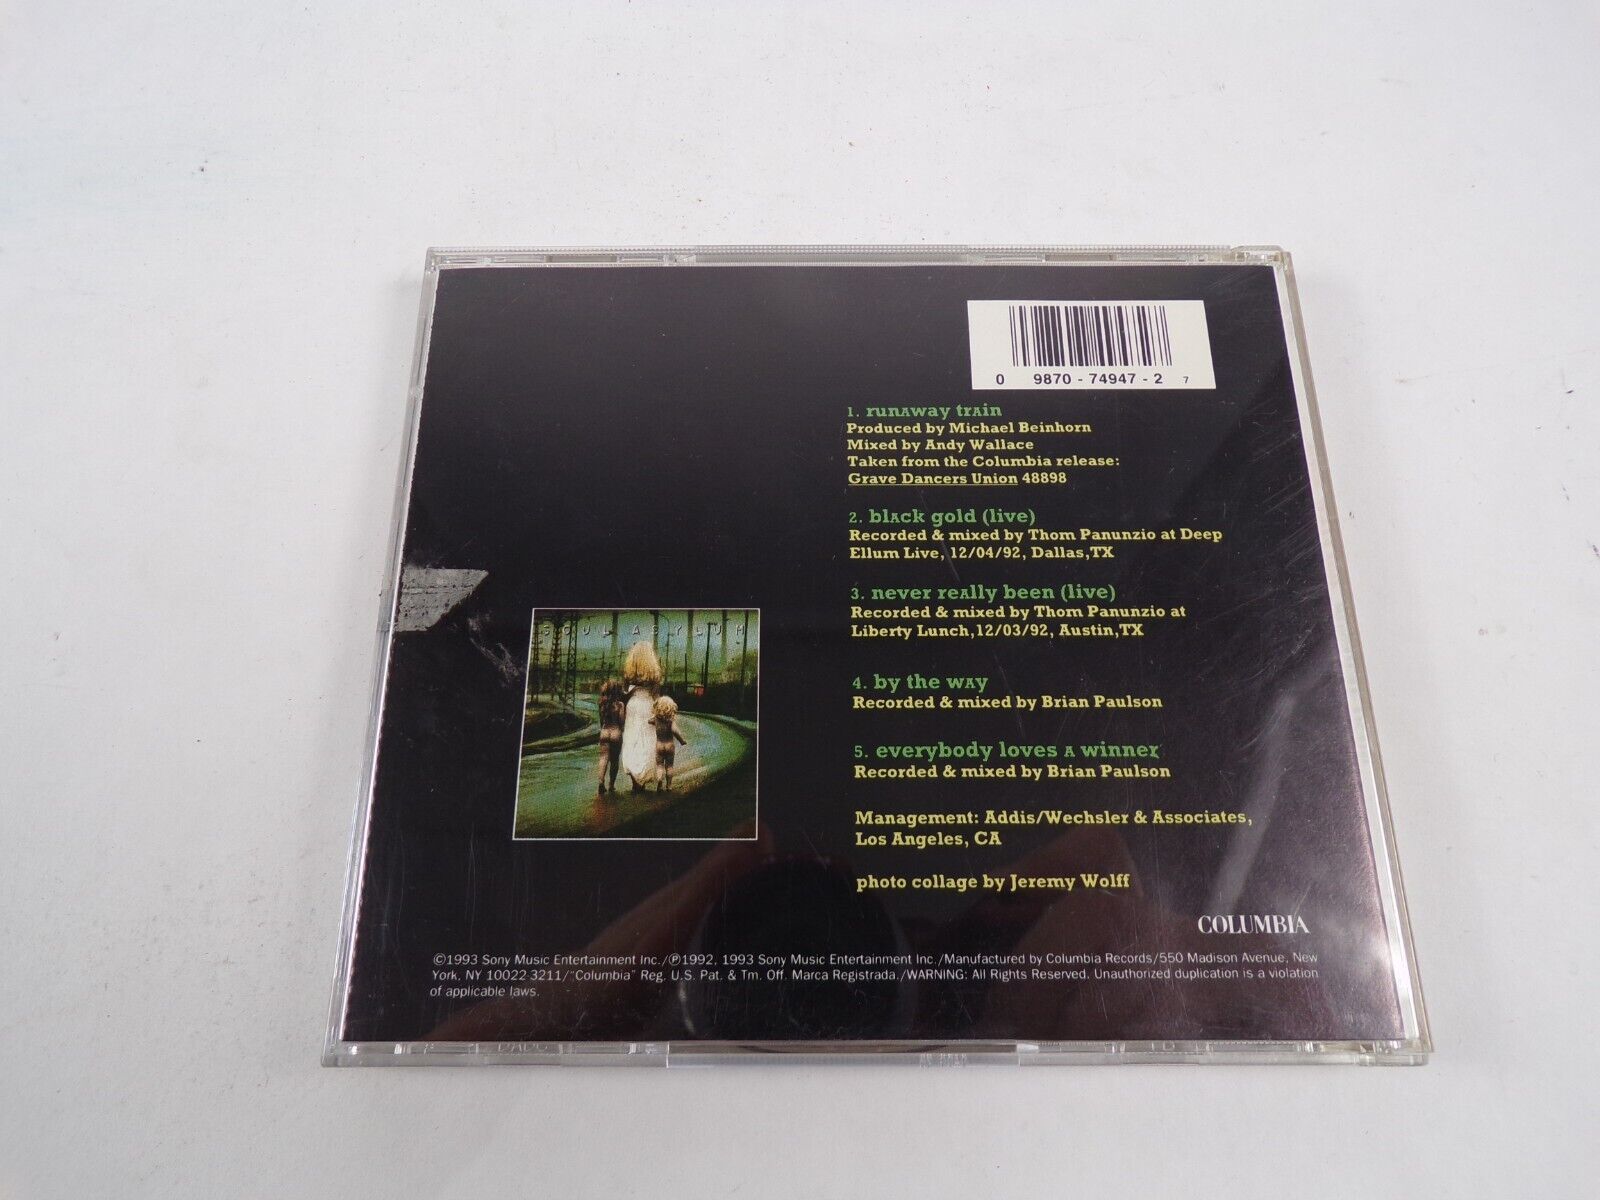 0 9870 - 74947 - 2 7
1. runaway train
Produced by Michael Beinhorn
Mixed by Andy Wallace
Taken from the Columbia release:
Grave Dancers Union 48898
2. black gold (live)
Recorded & mixed by Thom Panunzio at Deep
Ellum Live, 12/04/92, Dallas,TX
3. never really been (live)
Recorded & mixed by Thom Panunzio at
Liberty Lunch,12/03/92, Austin,TX
SOUL ASYLUM
4. by the way
Recorded & mixed by Brian Paulson
5. everybody loves a winner
Recorded & mixed by Brian Paulson
Management: Addis/Wechsler & Associates,
Los Angeles, CA
photo collage by Jeremy Wolff
COLUMBIA
©1993 Sony Music Entertainment Inc./℗1992, 1993 Sony Music Entertainment Inc./Manufactured by Columbia Records/550 Madison Avenue, New
York, NY 10022-3211/"Columbia" Reg. U.S. Pat. & Tm. Off. Marca Registrada./WARNING: All Rights Reserved. Unauthorized duplication is a violation
of applicable laws.